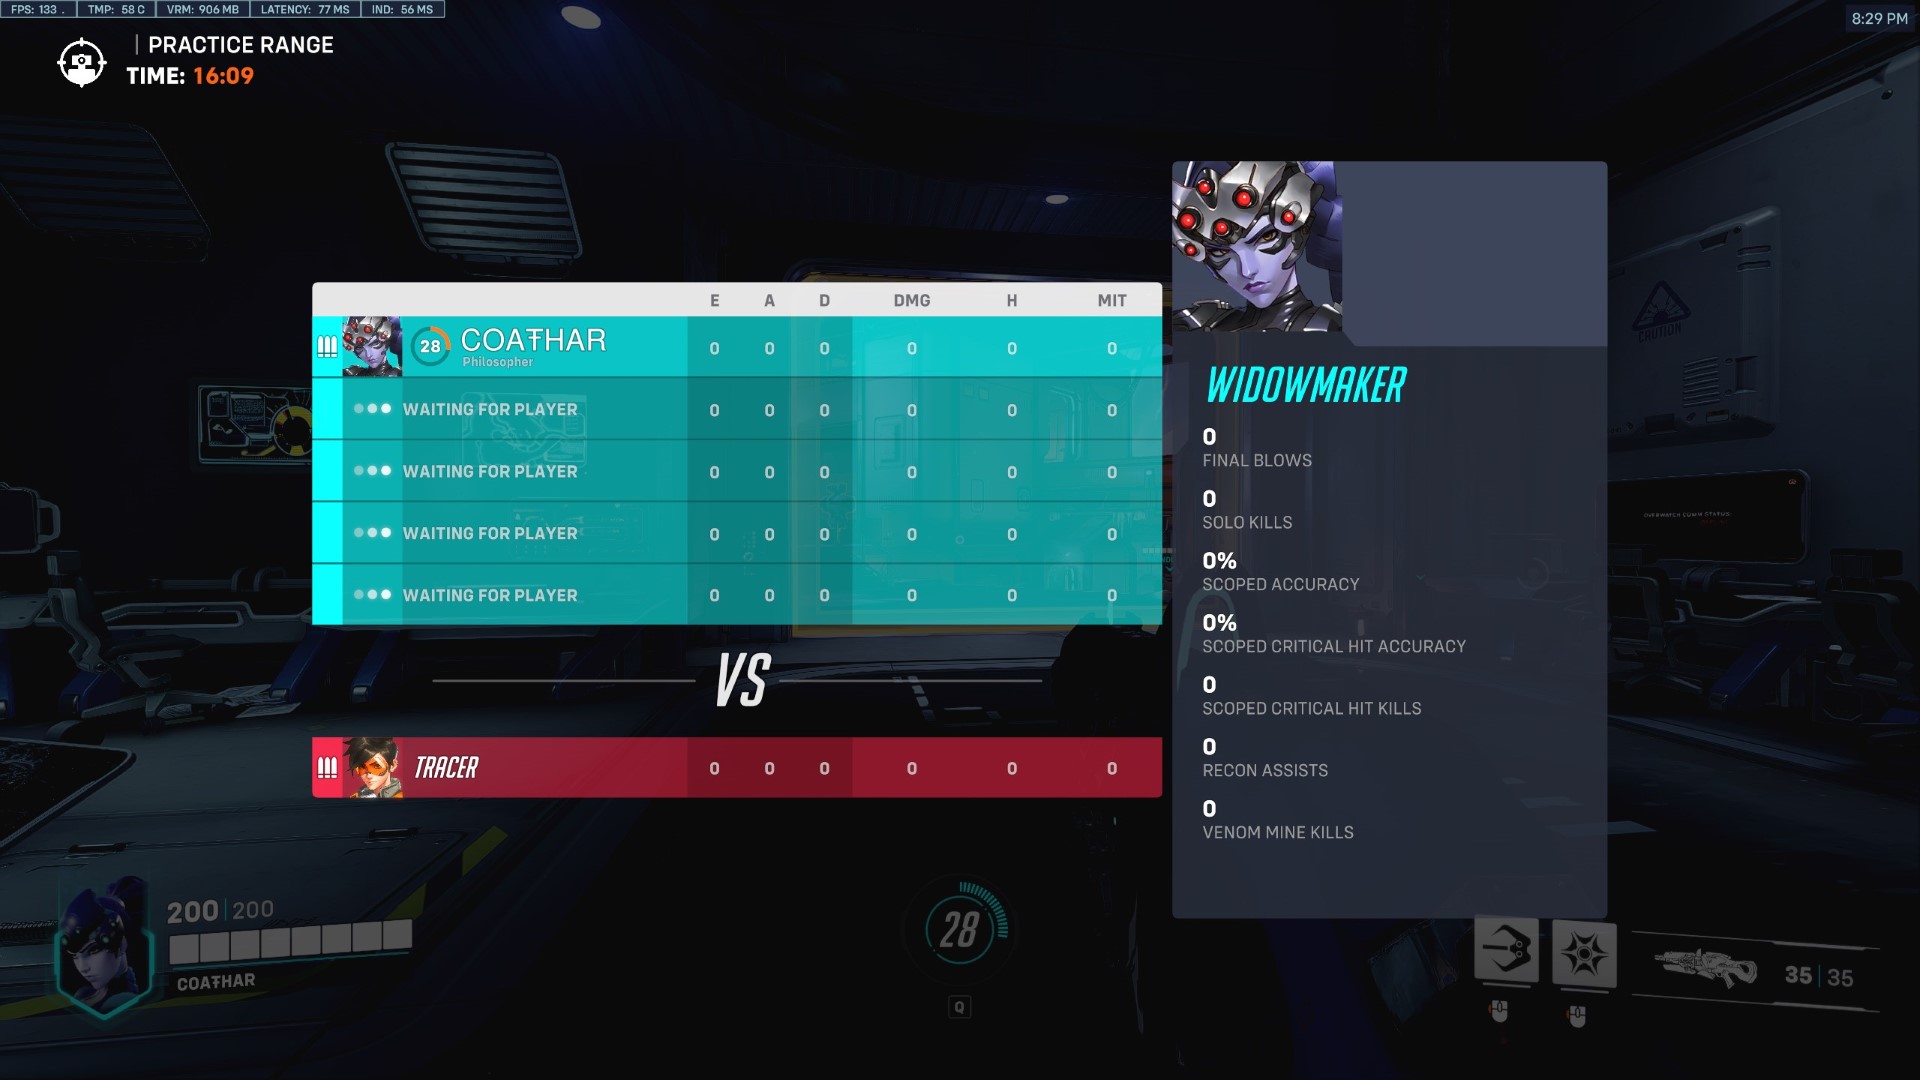 FPS: 133 . TMP: 58 C VRM: 906 MB LATENCY: 77 MS IND: 56 MS
8:29 PM
| PRACTICE RANGE
TIME: 16:09
E A D DMG H MIT
28 COAŦHAR 0 0 0 0 0 0
Philosopher
WAITING FOR PLAYER 0 0 0 0 0 0
WAITING FOR PLAYER 0 0 0 0 0 0
WAITING FOR PLAYER 0 0 0 0 0 0
WAITING FOR PLAYER 0 0 0 0 0 0
VS
TRACER 0 0 0 0 0 0
WIDOWMAKER
0
FINAL BLOWS
0
SOLO KILLS
0%
SCOPED ACCURACY
0%
SCOPED CRITICAL HIT ACCURACY
0
SCOPED CRITICAL HIT KILLS
0
RECON ASSISTS
0
VENOM MINE KILLS
CAUTION
200 | 200
COAŦHAR
28
Q
35 | 35